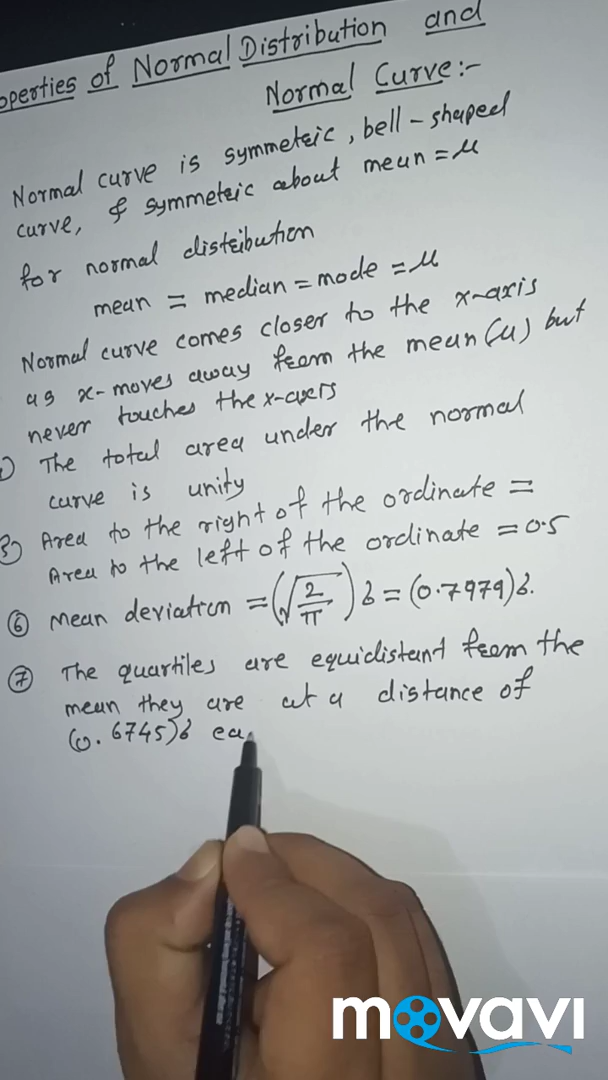 operties of Normal Distribution and
Normal Curve:-
Normal curve is symmetric, bell-shaped
curve, & symmetric about mean = μ
for normal distribution
mean = median = mode = μ
Normal curve comes closer to the x-axis
as x-moves away from the mean (μ) but
never touches the x-axis
The total area under the normal
curve is unity
5) Area to the right of the ordinate =
Area to the left of the ordinate = 0.5
⑥ Mean deviation = (√2/π) σ = (0.7979)σ.
⑦ The quartiles are equidistant from the
mean they are at a distance of
(0.6745)σ ea
movavi